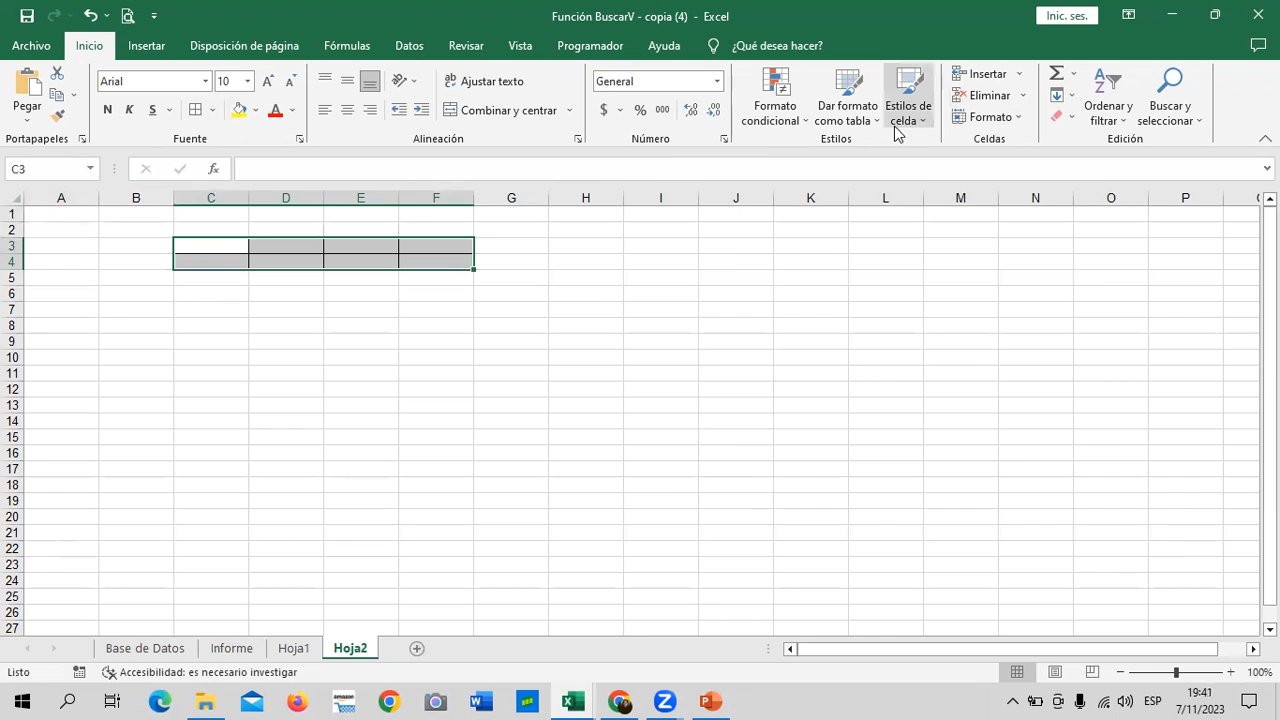 Función BuscarV - copia (4) - Excel
Inic. ses.
Archivo Inicio Insertar Disposición de página Fórmulas Datos Revisar Vista Programador Ayuda ¿Qué desea hacer?
Pegar
Arial 10
N K S
Ajustar texto
Combinar y centrar
General
$ % 000
Formato condicional
Dar formato como tabla
Estilos de celda
Insertar
Eliminar
Formato
Ordenar y filtrar
Buscar y seleccionar
Portapapeles Fuente Alineación Número Estilos Celdas Edición
C3 fx
A B C D E F G H I J K L M N O P
1
2
3
4
5
6
7
8
9
10
11
12
13
14
15
16
17
18
19
20
21
22
23
24
25
26
27
Base de Datos Informe Hoja1 Hoja2
Listo Accesibilidad: es necesario investigar 100%
ESP 19:41
7/11/2023